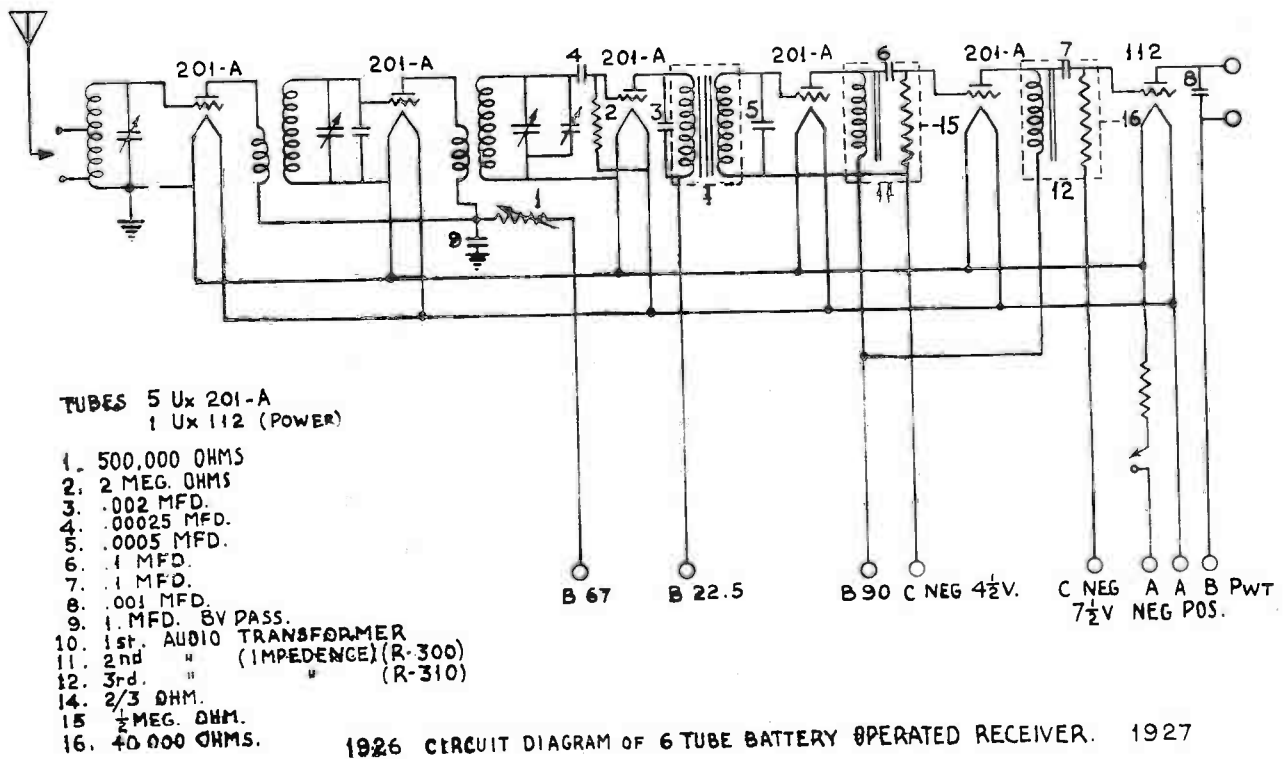 4 6 7
201-A 201-A 201-A 201-A 201-A 112
2 3 5 8
15 16
1 11 12
9
TUBES 5 Ux 201-A
1 Ux 112 (POWER)
1. 500,000 OHMS
2. 2 MEG. OHMS
3. .002 MFD.
4. .00025 MFD.
5. .0005 MFD.
6. .1 MFD.
7. .1 MFD.
8. .001 MFD.
9. 1. MFD. BY PASS.
10. 1st. AUDIO TRANSFORMER
11. 2nd " (IMPEDENCE) (R-300)
12. 3rd. " " (R-310)
14. 2/3 OHM.
15 ½ MEG. OHM.
16. 40 000 OHMS.
B 67 B 22.5 B 90 C NEG 4½V. C NEG A A B PWT
7½V NEG POS.
1926 CIRCUIT DIAGRAM OF 6 TUBE BATTERY OPERATED RECEIVER. 1927